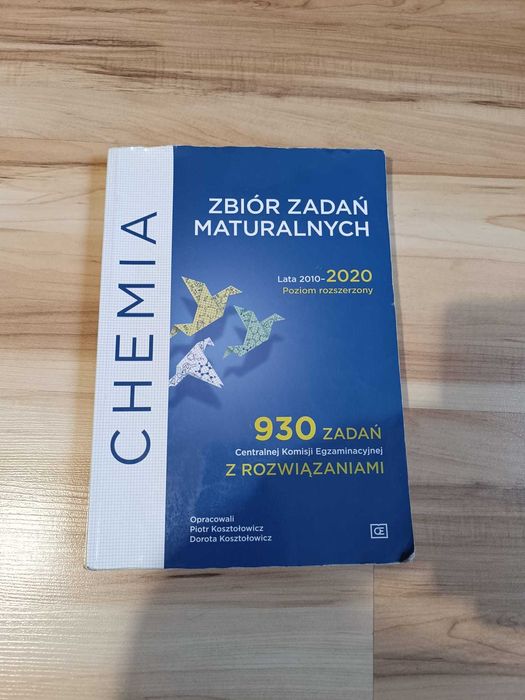 CHEMIA
ZBIÓR ZADAŃ
MATURALNYCH
Lata 2010-2020
Poziom rozszerzony
930 ZADAŃ
Centralnej Komisji Egzaminacyjnej
Z ROZWIĄZANIAMI
Opracowali
Piotr Kosztołowicz
Dorota Kosztołowicz
OE